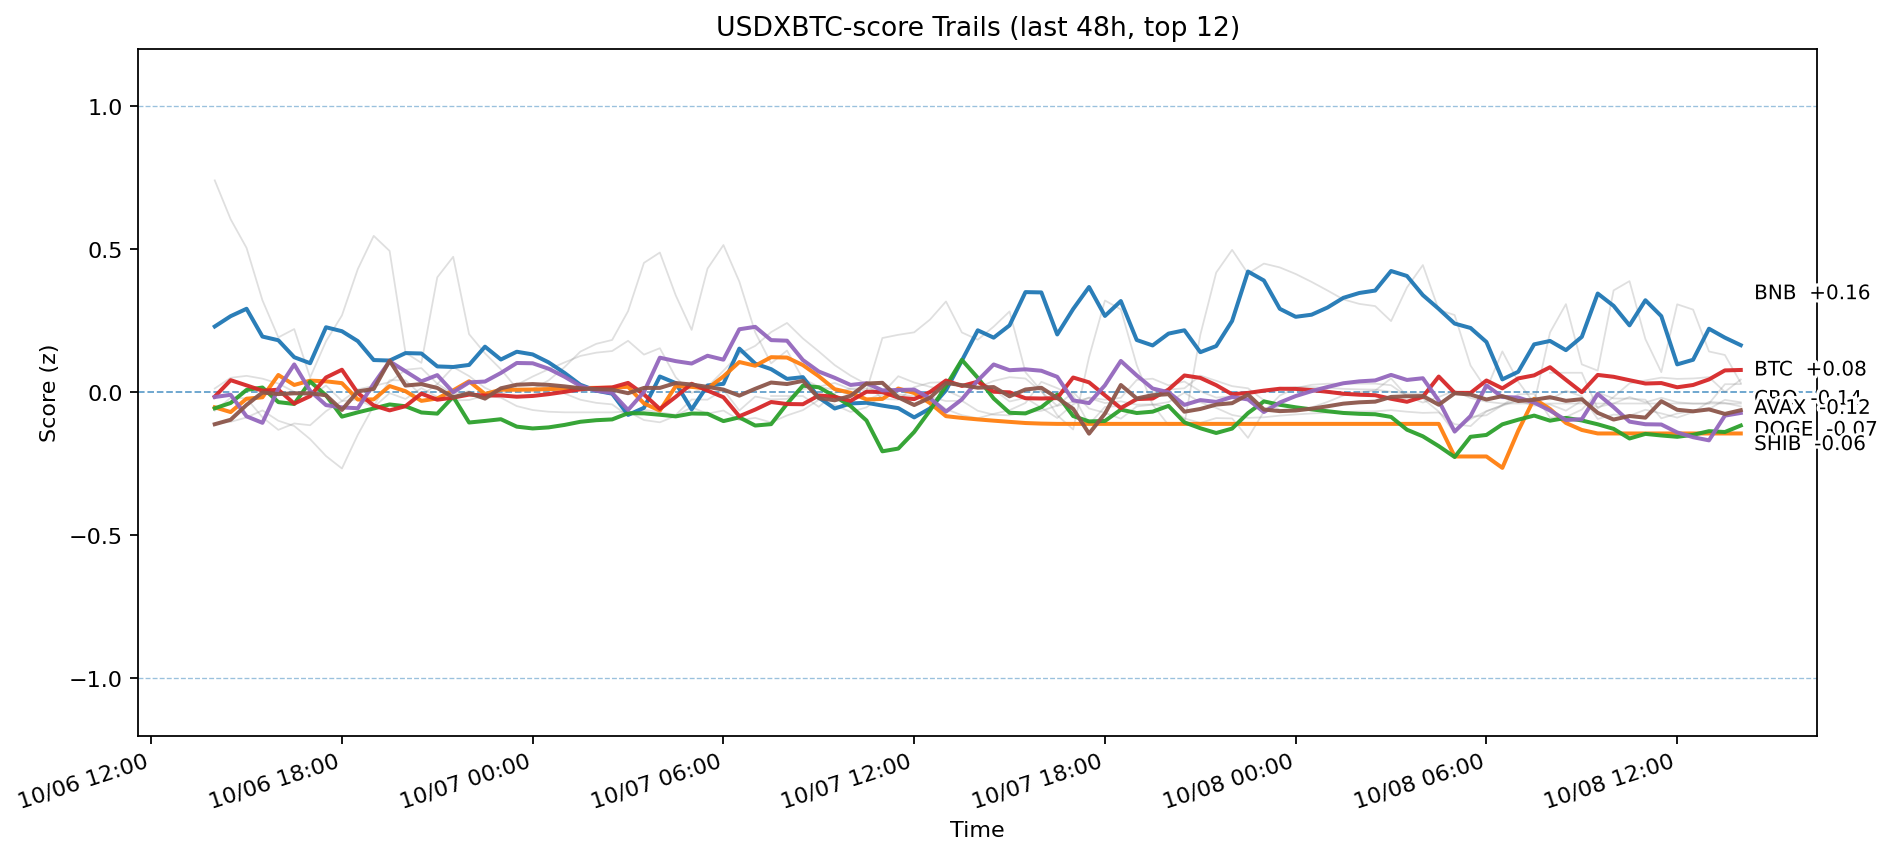 USDXBTC-score Trails (last 48h, top 12)
Score (z)
1.0
0.5
0.0
−0.5
−1.0
BNB +0.16
BTC +0.08
AVAX -0.12
DOGE -0.07
SHIB -0.06
10/06 12:00
10/06 18:00
10/07 00:00
10/07 06:00
10/07 12:00
10/07 18:00
10/08 00:00
10/08 06:00
10/08 12:00
Time